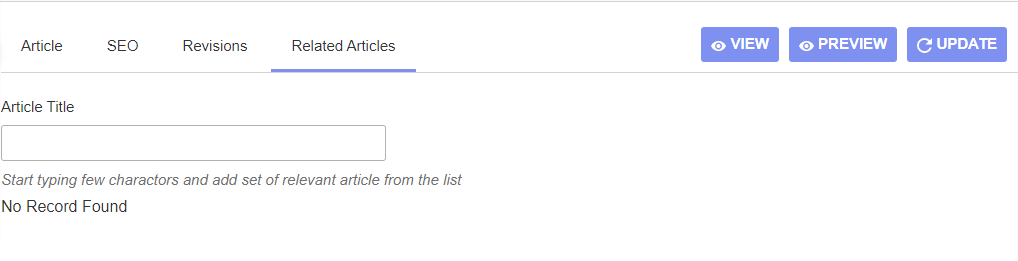 Article SEO Revisions Related Articles VIEW PREVIEW UPDATE
Article Title
Start typing few charactors and add set of relevant article from the list
No Record Found